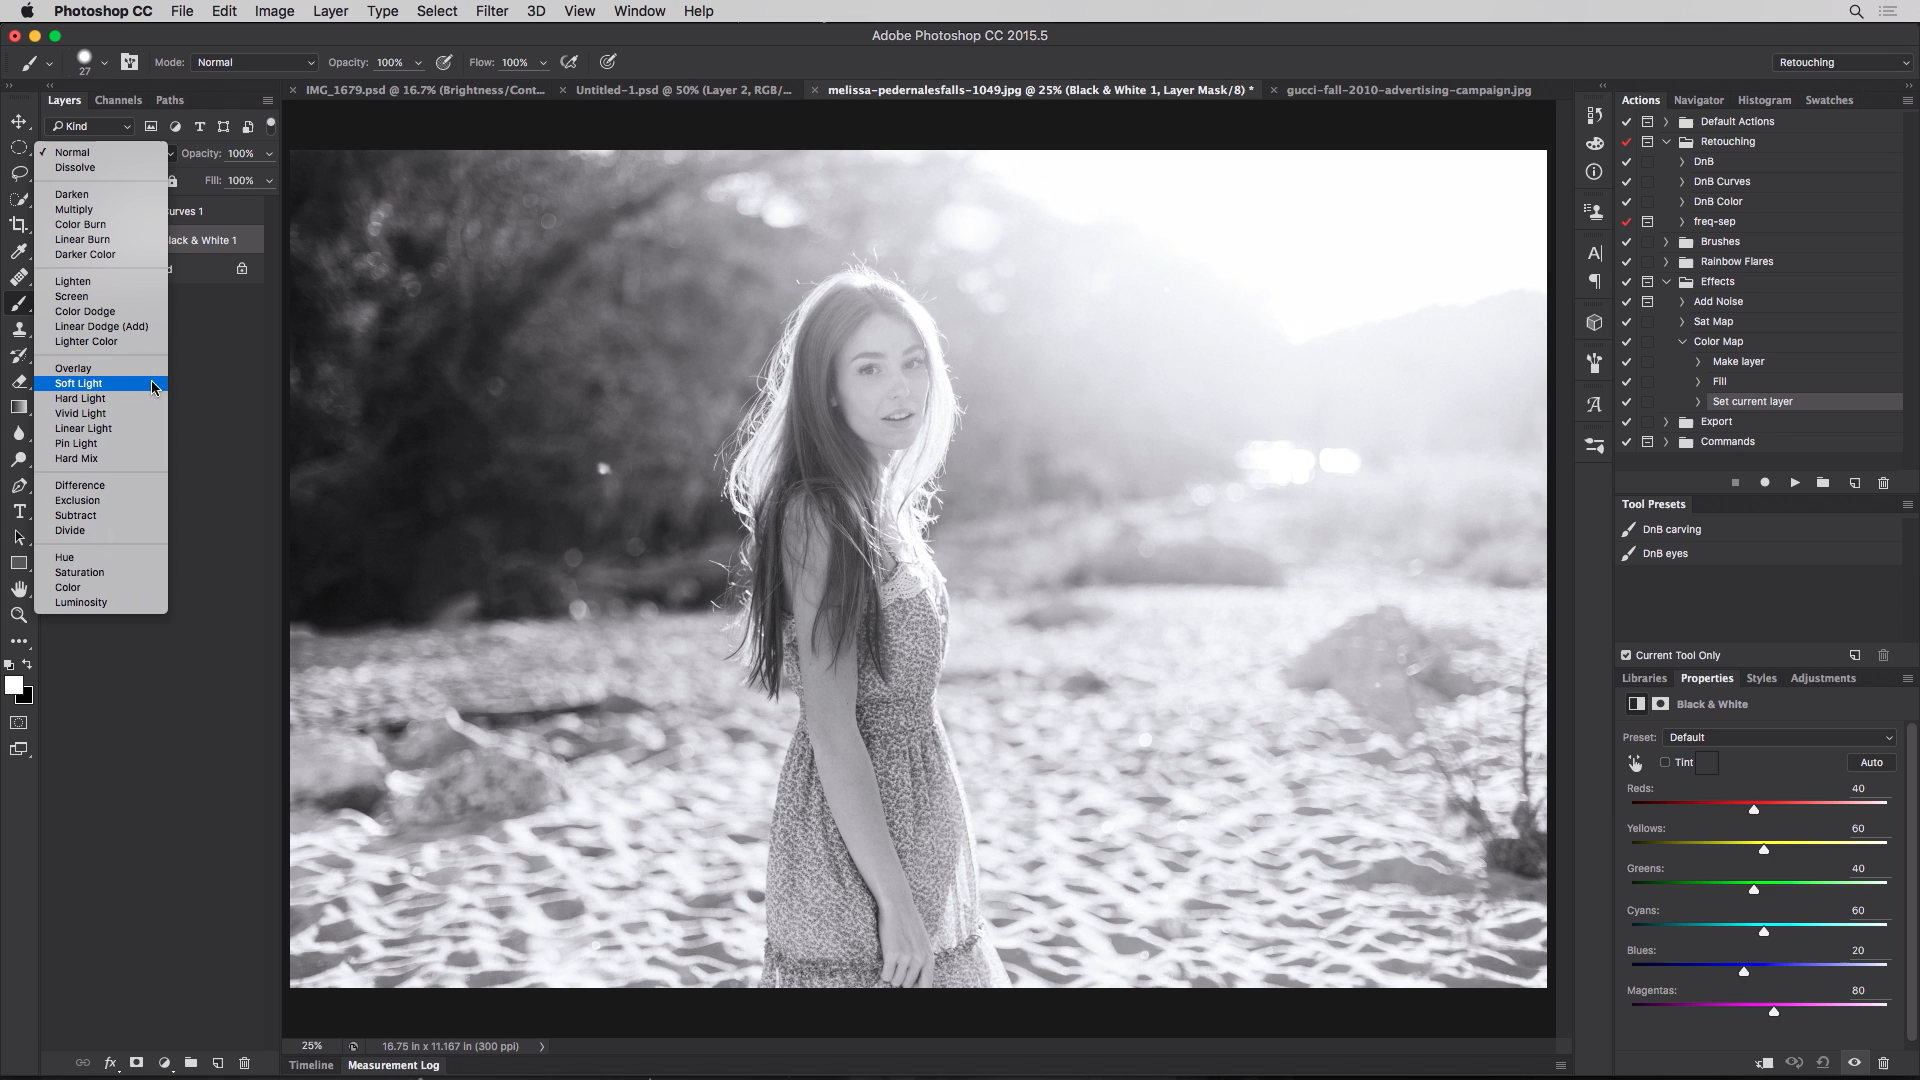 Photoshop CC File Edit Image Layer Type Select Filter 3D View Window Help
Adobe Photoshop CC 2015.5
27 Mode: Normal Opacity: 100% Flow: 100% Retouching
Layers Channels Paths
IMG_1679.psd @ 16.7% (Brightness/Cont... Untitled-1.psd @ 50% (Layer 2, RGB/... melissa-pedernalesfalls-1049.jpg @ 25% (Black & White 1, Layer Mask/8) * gucci-fall-2010-advertising-campaign.jpg
Kind
Opacity: 100%
Fill: 100%
urves 1
lack & White 1
d
Normal
Dissolve
Darken
Multiply
Color Burn
Linear Burn
Darker Color
Lighten
Screen
Color Dodge
Linear Dodge (Add)
Lighter Color
Overlay
Soft Light
Hard Light
Vivid Light
Linear Light
Pin Light
Hard Mix
Difference
Exclusion
Subtract
Divide
Hue
Saturation
Color
Luminosity
fx
25% 16.75 in x 11.167 in (300 ppi)
Timeline Measurement Log
Actions Navigator Histogram Swatches
Default Actions
Retouching
DnB
DnB Curves
DnB Color
freq-sep
Brushes
Rainbow Flares
Effects
Add Noise
Sat Map
Color Map
Make layer
Fill
Set current layer
Export
Commands
Tool Presets
DnB carving
DnB eyes
Current Tool Only
Libraries Properties Styles Adjustments
Black & White
Preset: Default
Tint Auto
Reds: 40
Yellows: 60
Greens: 40
Cyans: 60
Blues: 20
Magentas: 80